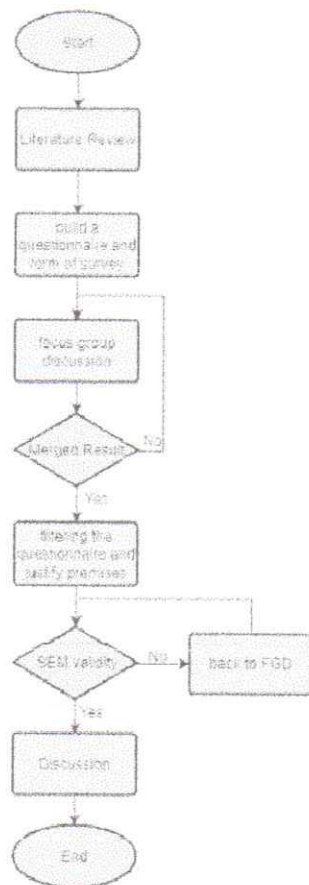 Start
Literature Review
build a
questionnaire and
form of survey
focus group
discussion
Merged Result
No
Yes
filtering the
questionnaire and
justify premises
SEM validity
No
back to FGD
Yes
Discussion
End